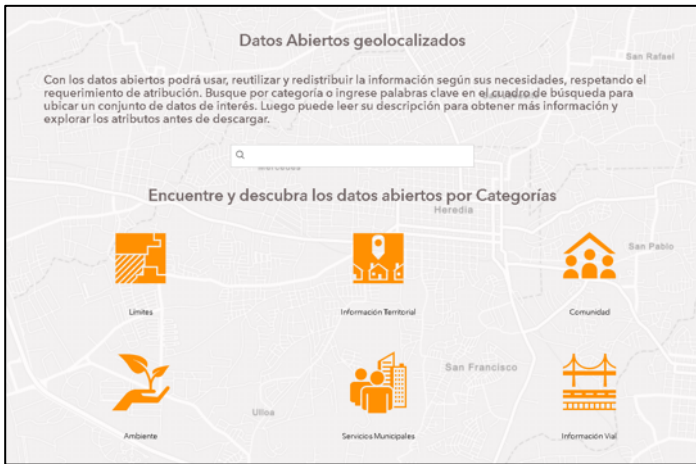 Datos Abiertos geolocalizados
San Rafael
Con los datos abiertos podrá usar, reutilizar y redistribuir la información según sus necesidades, respetando el
requerimiento de atribución. Busque por categoría o ingrese palabras clave en el cuadro de búsqueda para
ubicar un conjunto de datos de interés. Luego puede leer su descripción para obtener más información y
explorar los atributos antes de descargar.
Encuentre y descubra los datos abiertos por Categorías
Heredia
San Pablo
Límites
Información Territorial
Comunidad
San Francisco
Ulloa
Ambiente
Servicios Municipales
Información Vial